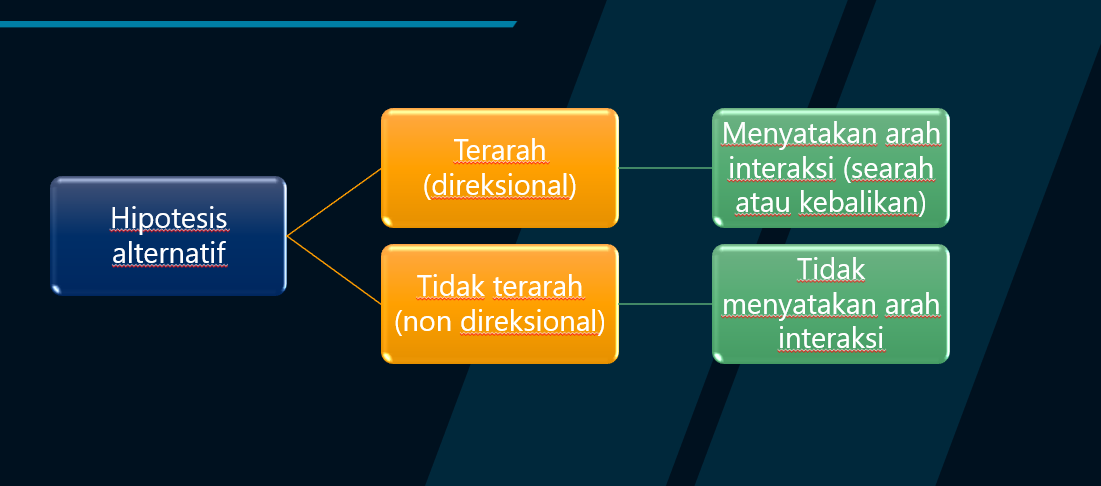 Hipotesis
alternatif
Terarah
(direksional)
Menyatakan arah
interaksi (searah
atau kebalikan)
Tidak terarah
(non direksional)
Tidak
menyatakan arah
interaksi